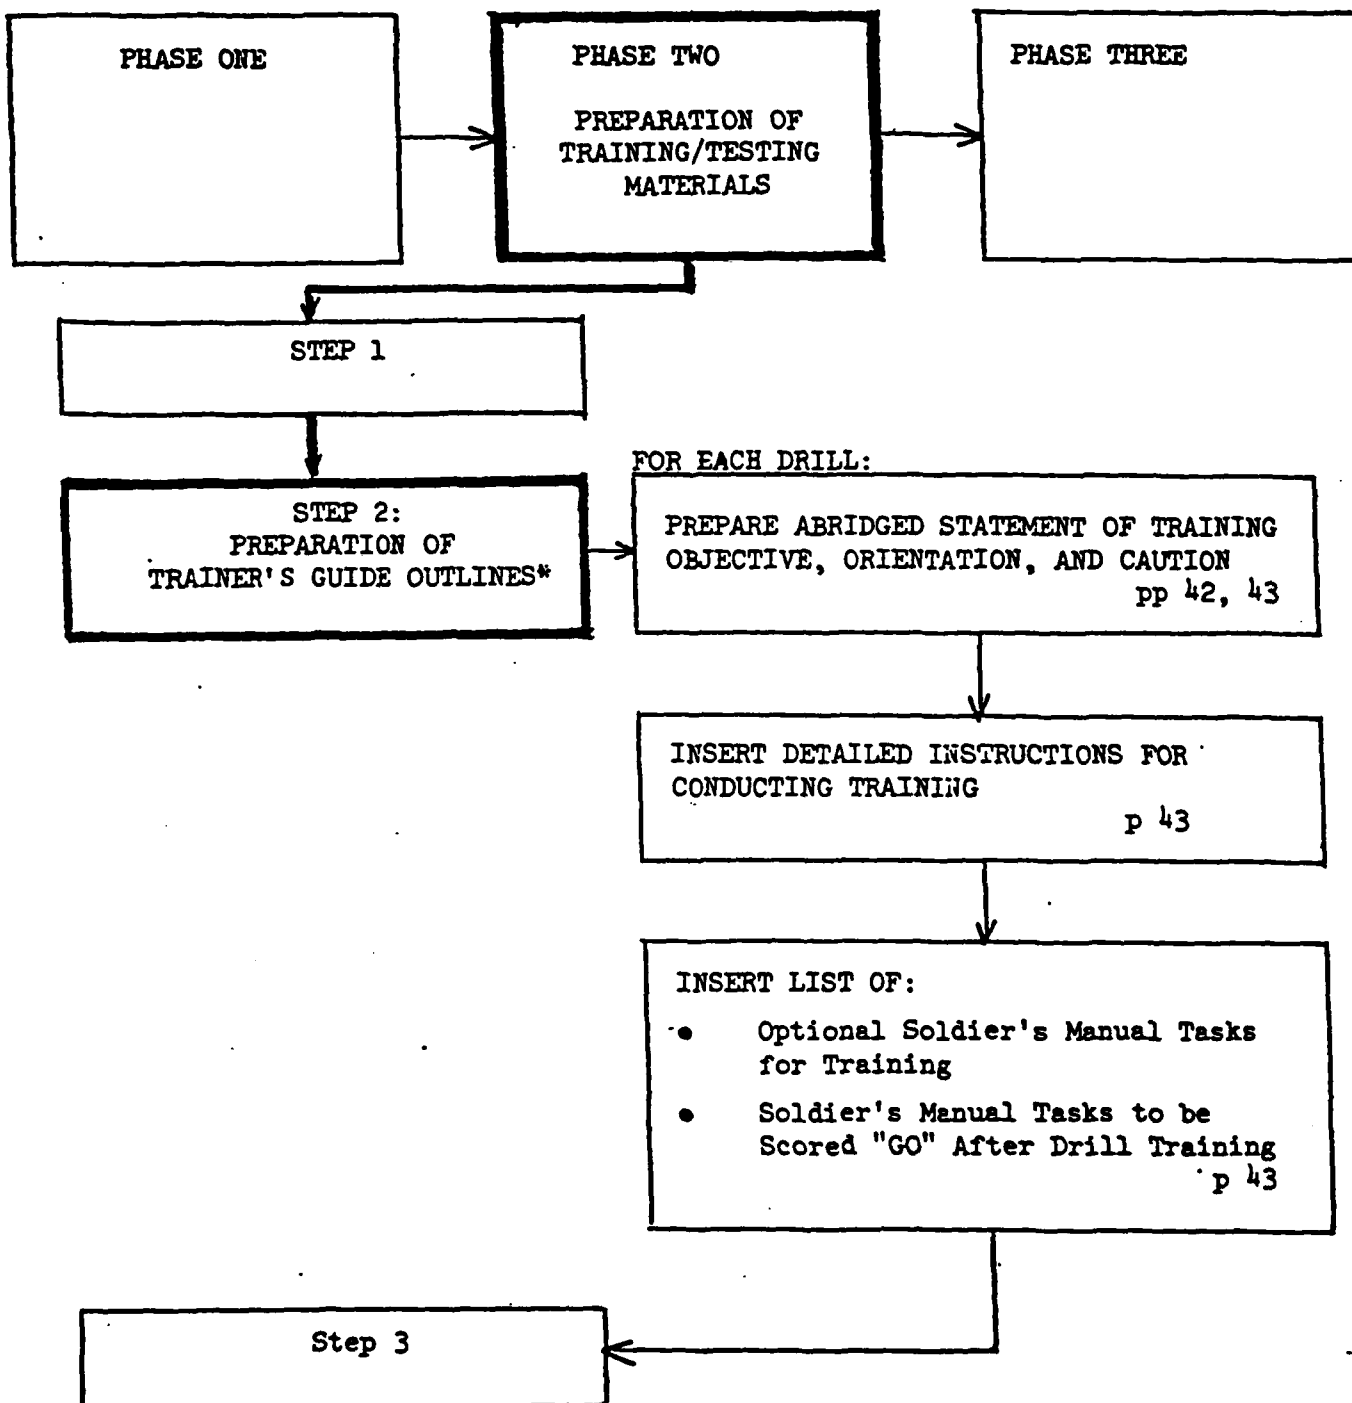 PHASE ONE
PHASE TWO
PREPARATION OF
TRAINING/TESTING
MATERIALS
PHASE THREE
STEP 1
STEP 2:
PREPARATION OF
TRAINER'S GUIDE OUTLINES*
FOR EACH DRILL:
PREPARE ABRIDGED STATEMENT OF TRAINING
OBJECTIVE, ORIENTATION, AND CAUTION
pp 42, 43
INSERT DETAILED INSTRUCTIONS FOR
CONDUCTING TRAINING
p 43
INSERT LIST OF:
• Optional Soldier's Manual Tasks
for Training
• Soldier's Manual Tasks to be
Scored "GO" After Drill Training
p 43
Step 3